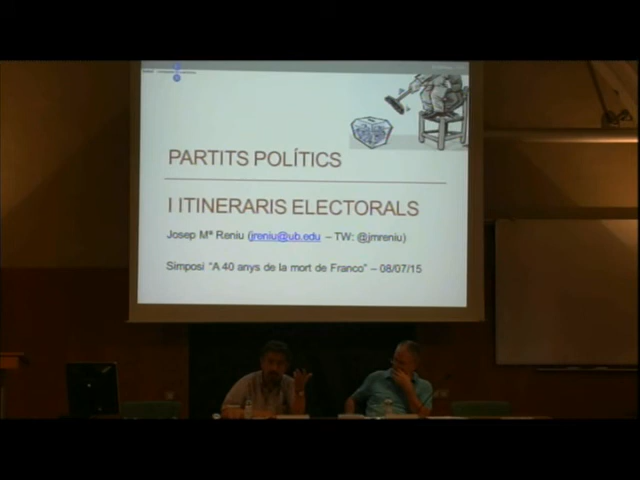 PARTITS POLÍTICS
I ITINERARIS ELECTORALS
Josep Mª Reniu (jreniu@ub.edu – TW: @jmreniu)
Simposi “A 40 anys de la mort de Franco” – 08/07/15